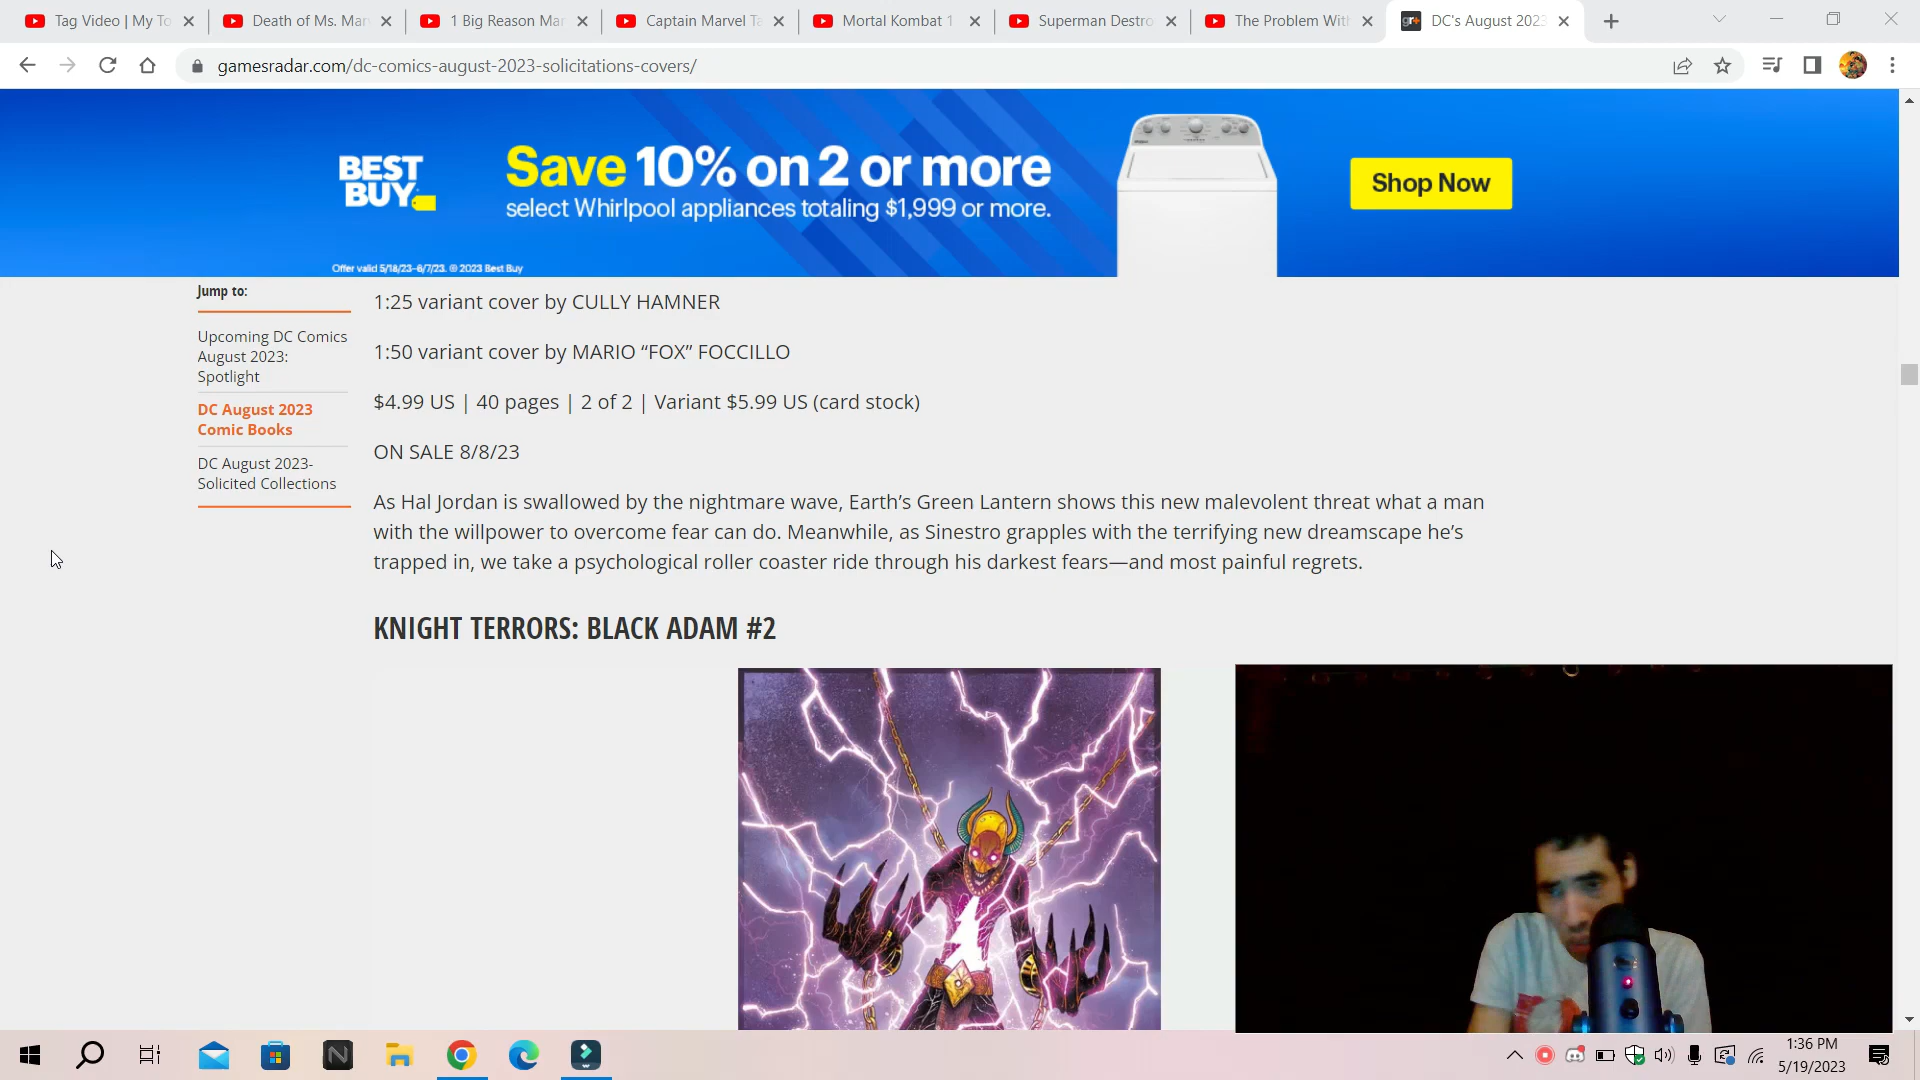 Tag Video | My To
Death of Ms. Mar
1 Big Reason Mar
Captain Marvel Ta
Mortal Kombat 1
Superman Destro
The Problem With
DC's August 2023
gamesradar.com/dc-comics-august-2023-solicitations-covers/
BEST
BUY
Save 10% on 2 or more
select Whirlpool appliances totaling $1,999 or more.
Shop Now
Offer valid 5/18/23–6/7/23. © 2023 Best Buy
Jump to:
Upcoming DC Comics
August 2023:
Spotlight
DC August 2023
Comic Books
DC August 2023-
Solicited Collections
1:25 variant cover by CULLY HAMNER
1:50 variant cover by MARIO “FOX” FOCCILLO
$4.99 US | 40 pages | 2 of 2 | Variant $5.99 US (card stock)
ON SALE 8/8/23
As Hal Jordan is swallowed by the nightmare wave, Earth’s Green Lantern shows this new malevolent threat what a man
with the willpower to overcome fear can do. Meanwhile, as Sinestro grapples with the terrifying new dreamscape he’s
trapped in, we take a psychological roller coaster ride through his darkest fears—and most painful regrets.
KNIGHT TERRORS: BLACK ADAM #2
1:36 PM
5/19/2023